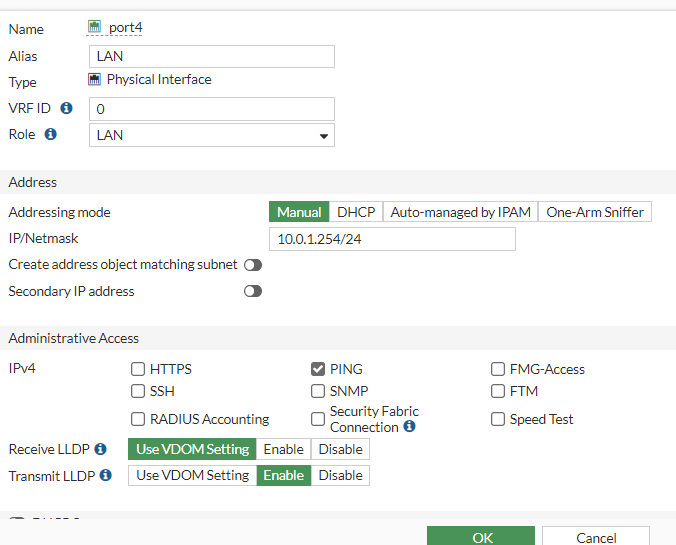 Name port4
Alias LAN
Type Physical Interface
VRF ID 0
Role LAN
Address
Addressing mode Manual DHCP Auto-managed by IPAM One-Arm Sniffer
IP/Netmask 10.0.1.254/24
Create address object matching subnet
Secondary IP address
Administrative Access
IPv4 HTTPS PING FMG-Access
SSH SNMP FTM
RADIUS Accounting Security Fabric Connection Speed Test
Receive LLDP Use VDOM Setting Enable Disable
Transmit LLDP Use VDOM Setting Enable Disable
OK Cancel